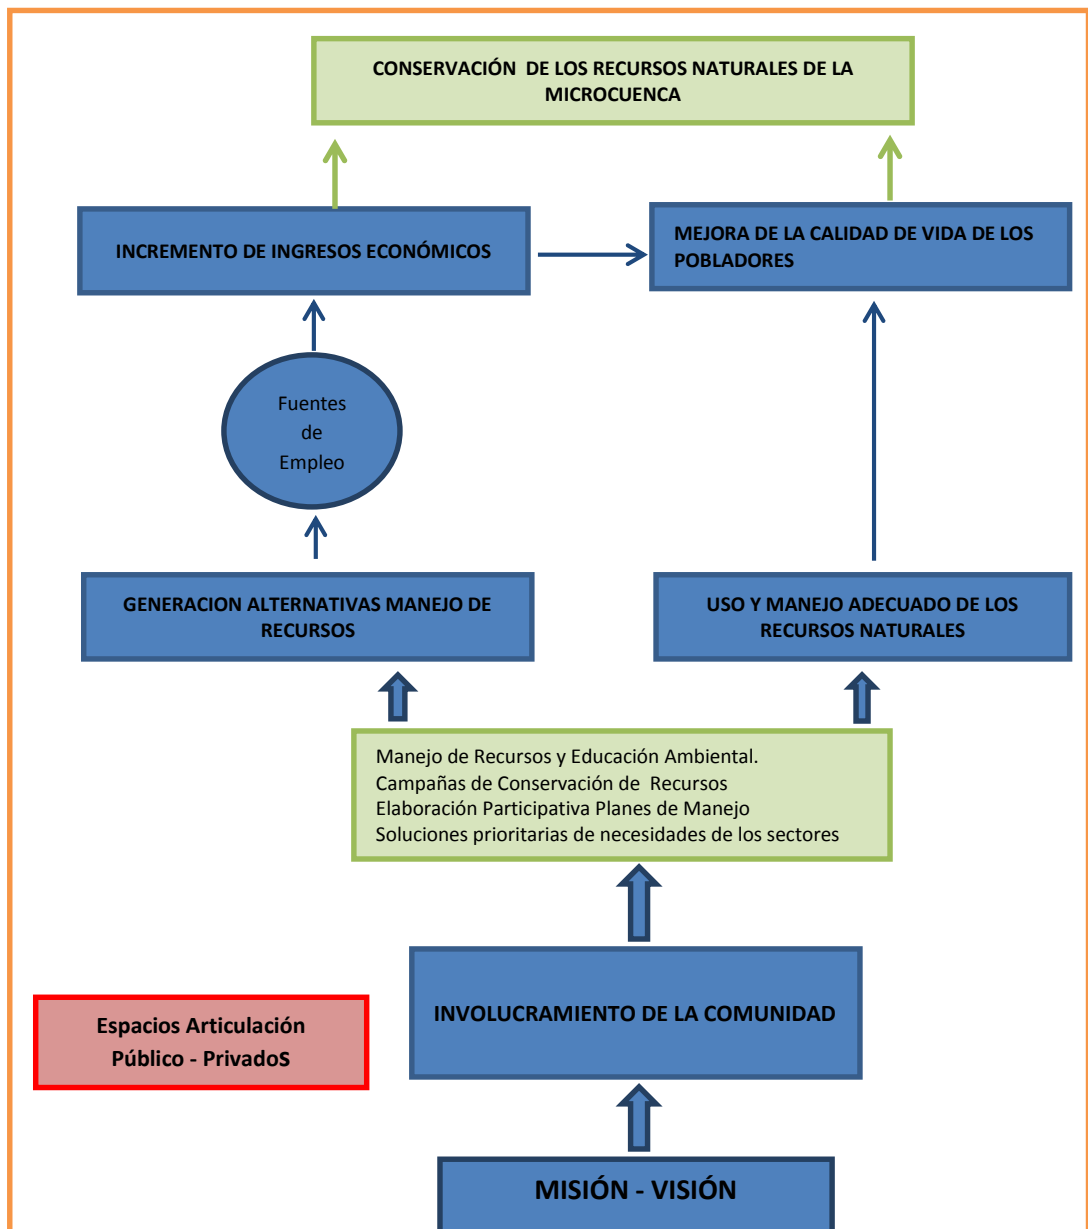 CONSERVACIÓN DE LOS RECURSOS NATURALES DE LA
MICROCUENCA
INCREMENTO DE INGRESOS ECONÓMICOS
MEJORA DE LA CALIDAD DE VIDA DE LOS
POBLADORES
Fuentes
de
Empleo
GENERACION ALTERNATIVAS MANEJO DE
RECURSOS
USO Y MANEJO ADECUADO DE LOS
RECURSOS NATURALES
Manejo de Recursos y Educación Ambiental.
Campañas de Conservación de Recursos
Elaboración Participativa Planes de Manejo
Soluciones prioritarias de necesidades de los sectores
INVOLUCRAMIENTO DE LA COMUNIDAD
Espacios Articulación
Público - PrivadoS
MISIÓN - VISIÓN